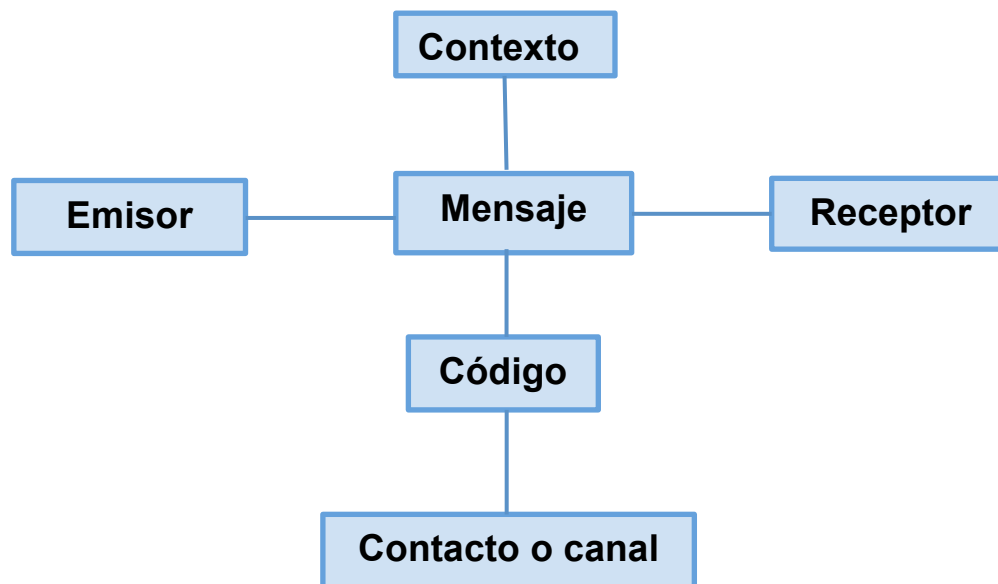 Contexto
Emisor
Mensaje
Receptor
Código
Contacto o canal